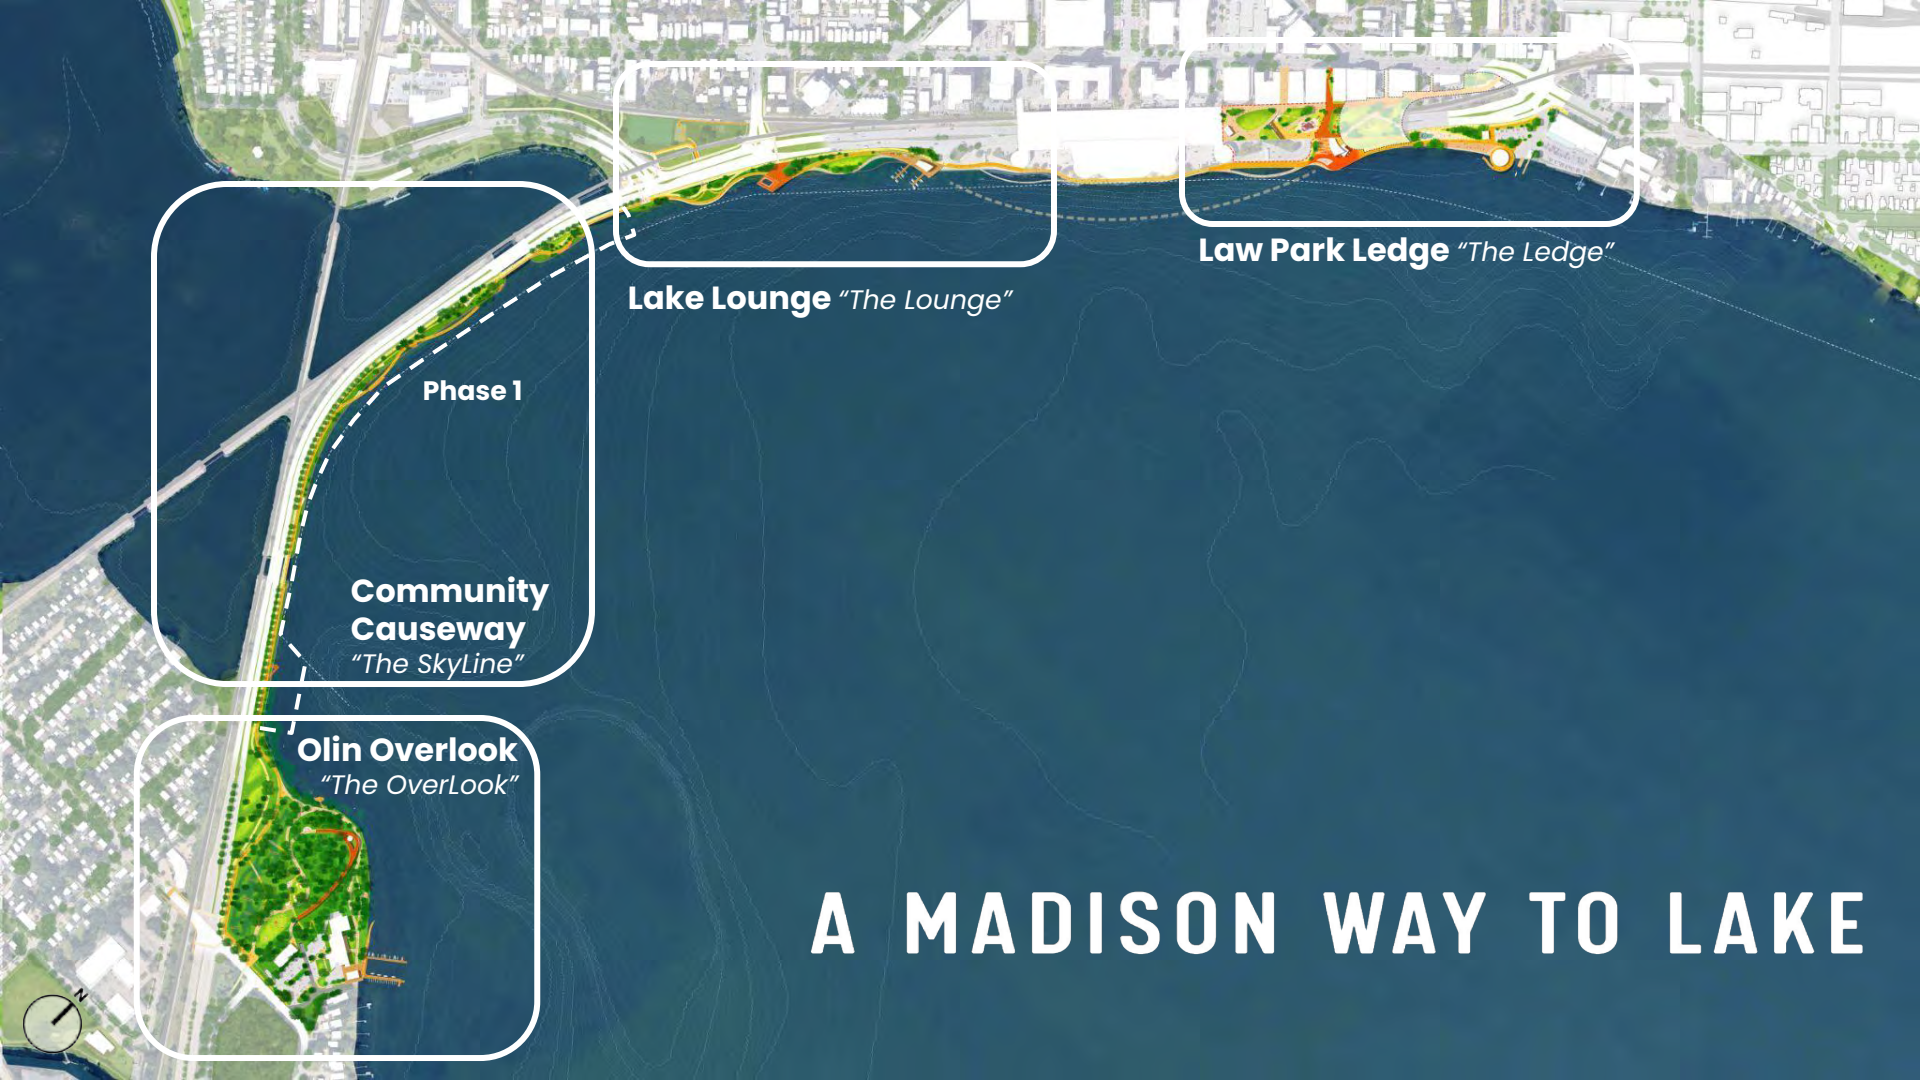 Law Park Ledge “The Ledge”
Lake Lounge “The Lounge”
Phase 1
Community
Causeway
“The SkyLine”
Olin Overlook
“The OverLook”
A MADISON WAY TO LAKE
N